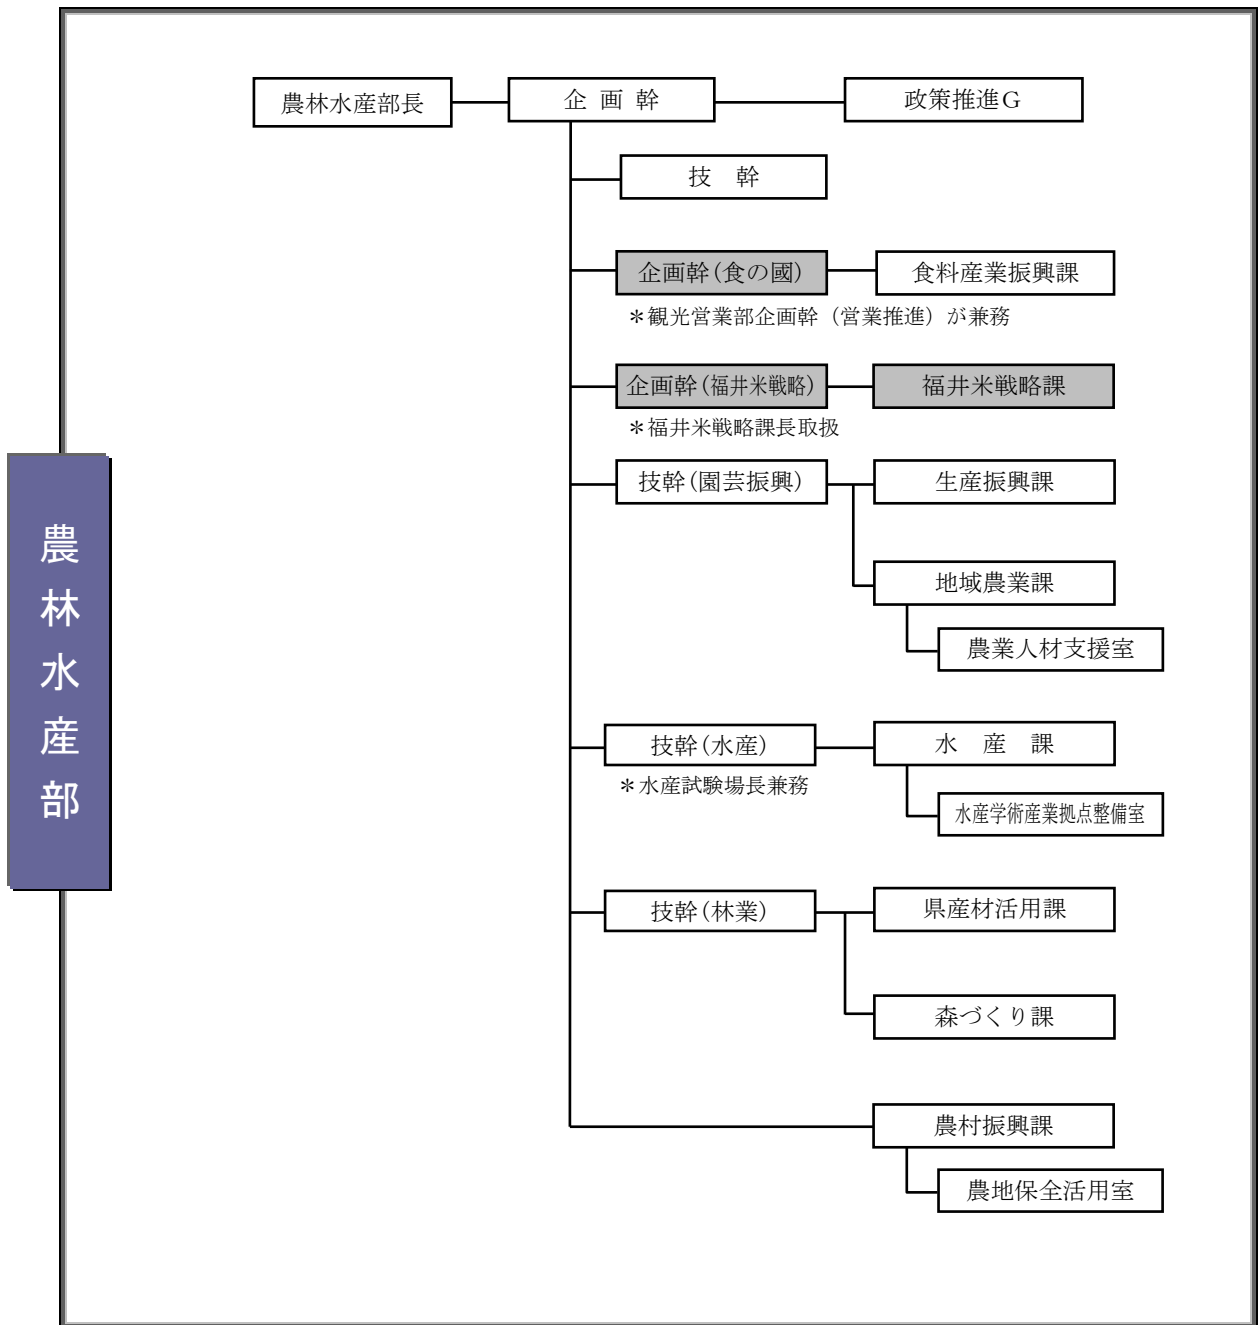 農林水産部
農林水産部長
企 画 幹
政策推進G
技 幹
企画幹(食の國)
食料産業振興課
＊観光営業部企画幹（営業推進）が兼務
企画幹(福井米戦略)
福井米戦略課
＊福井米戦略課長取扱
技幹(園芸振興)
生産振興課
地域農業課
農業人材支援室
技幹(水産)
水 産 課
＊水産試験場長兼務
水産学術産業拠点整備室
技幹(林業)
県産材活用課
森づくり課
農村振興課
農地保全活用室